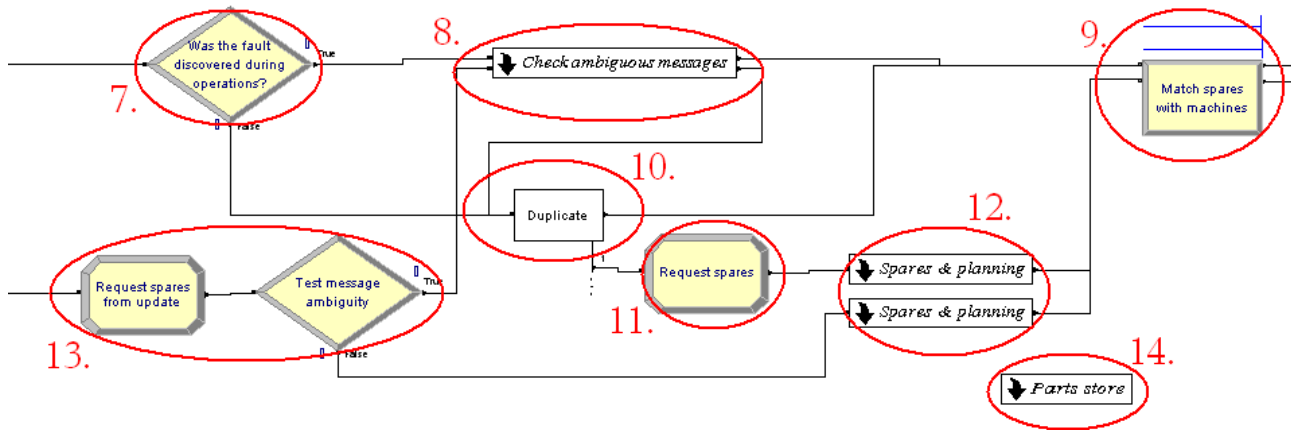 7.
Was the fault
discovered during
operations?
True
False
8.
Check ambiguous messages
9.
Match spares
with machines
10.
Duplicate
11.
Request spares
12.
Spares & planning
Spares & planning
13.
Request spares
from update
Test message
ambiguity
True
False
14.
Parts store